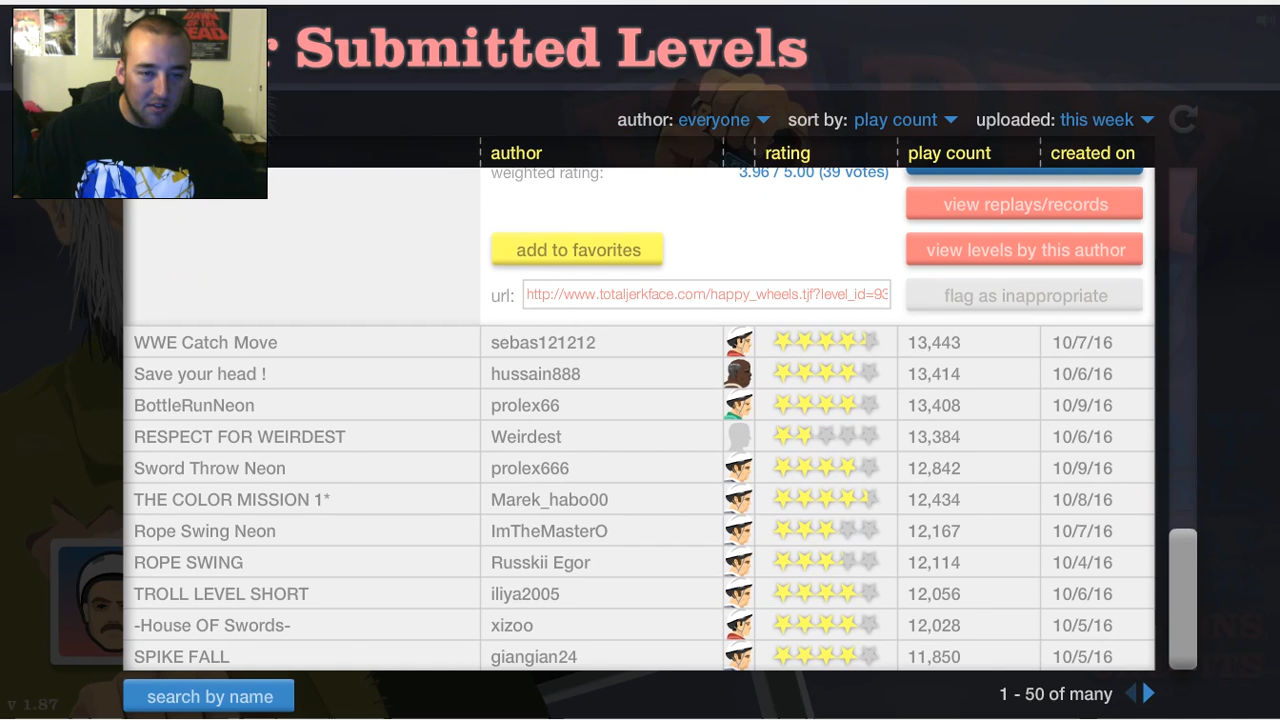 r Submitted Levels
DAWN OF THE DEAD
author: everyone sort by: play count uploaded: this week
author rating play count created on
weighted rating: 3.96 / 5.00 (39 votes)
view replays/records
add to favorites view levels by this author
url: http://www.totaljerkface.com/happy_wheels.tjf?level_id=93 flag as inappropriate
WWE Catch Move sebas121212 13,443 10/7/16
Save your head ! hussain888 13,414 10/6/16
BottleRunNeon prolex66 13,408 10/9/16
RESPECT FOR WEIRDEST Weirdest 13,384 10/6/16
Sword Throw Neon prolex666 12,842 10/9/16
THE COLOR MISSION 1* Marek_habo00 12,434 10/8/16
Rope Swing Neon ImTheMasterO 12,167 10/7/16
ROPE SWING Russkii Egor 12,114 10/4/16
TROLL LEVEL SHORT iliya2005 12,056 10/6/16
-House OF Swords- xizoo 12,028 10/5/16
SPIKE FALL giangian24 11,850 10/5/16
search by name 1 - 50 of many
v 1.87